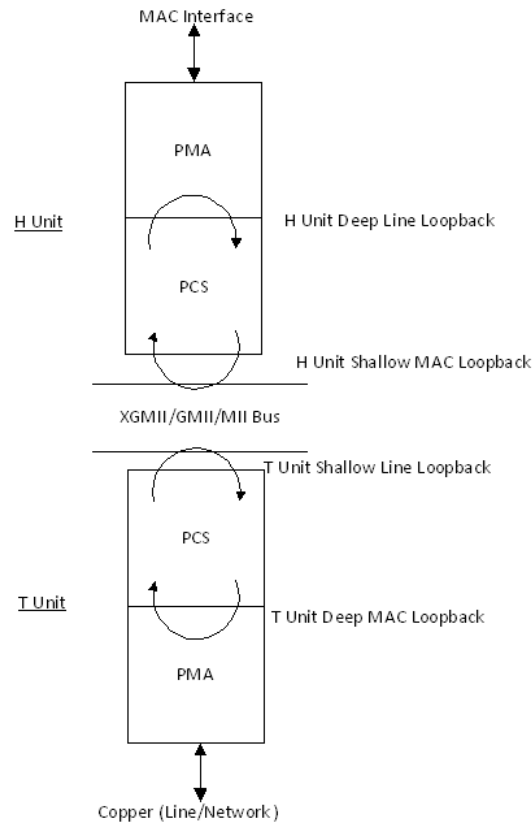 MAC Interface
PMA
H Unit
H Unit Deep Line Loopback
PCS
H Unit Shallow MAC Loopback
XGMII/GMII/MII Bus
T Unit Shallow Line Loopback
PCS
T Unit
T Unit Deep MAC Loopback
PMA
Copper (Line/Network)